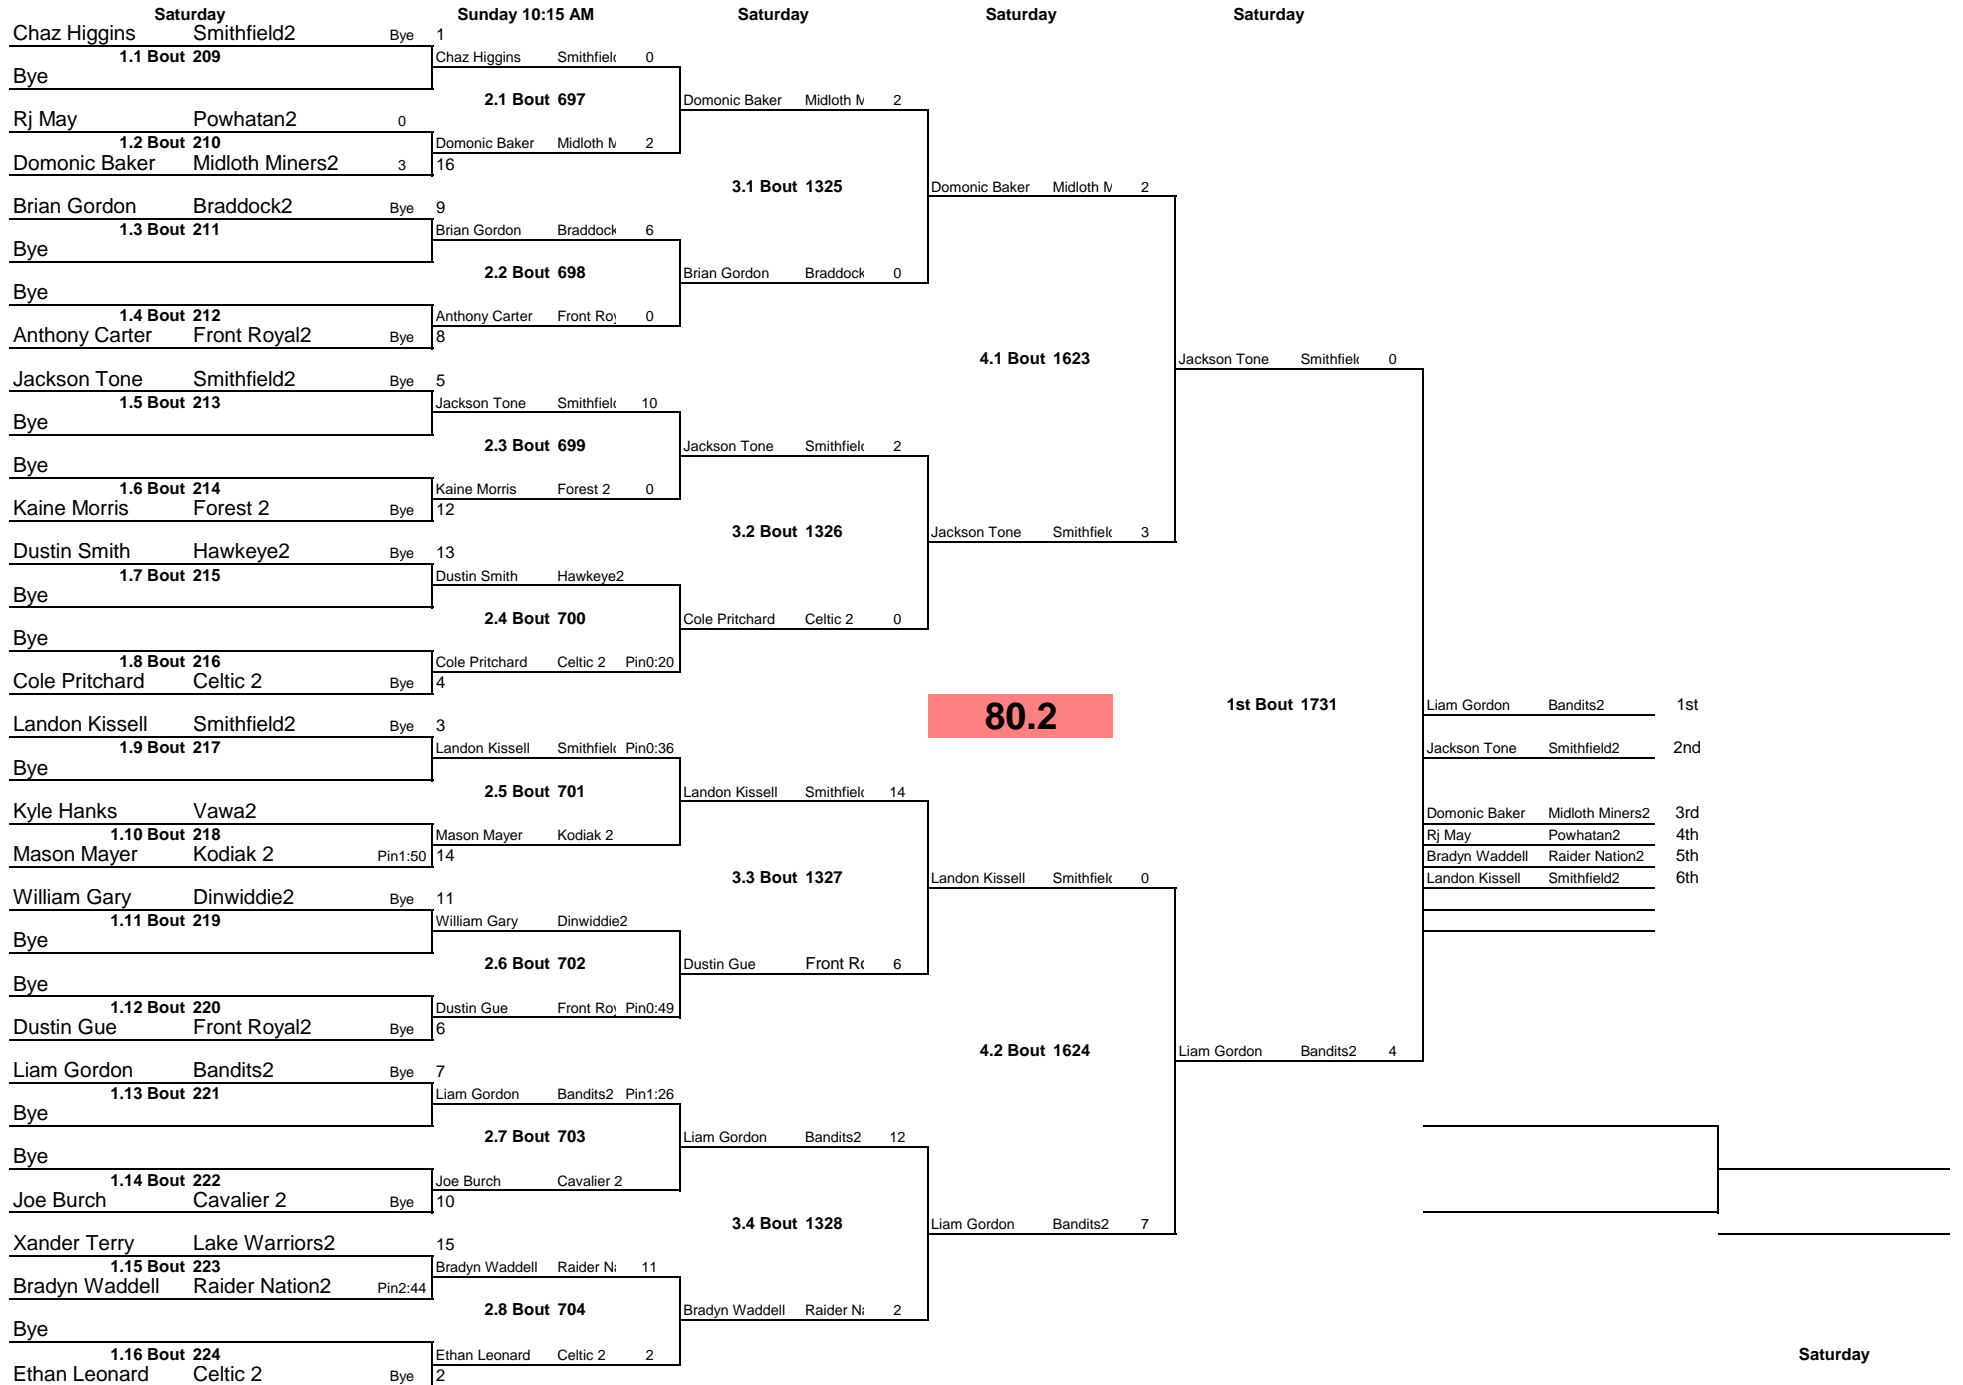 Saturday Sunday 10:15 AM Saturday Saturday Saturday
Chaz Higgins Smithfield2 Bye 1
1.1 Bout 209 Chaz Higgins Smithfield 0
Bye
2.1 Bout 697 Domonic Baker Midloth M 2
Rj May Powhatan2 0
1.2 Bout 210 Domonic Baker Midloth M 2
Domonic Baker Midloth Miners2 3 16
3.1 Bout 1325 Domonic Baker Midloth M 2
Brian Gordon Braddock2 Bye 9
1.3 Bout 211 Brian Gordon Braddock 6
Bye
2.2 Bout 698 Brian Gordon Braddock 0
Bye
1.4 Bout 212 Anthony Carter Front Roy 0
Anthony Carter Front Royal2 Bye 8
4.1 Bout 1623 Jackson Tone Smithfield 0
Jackson Tone Smithfield2 Bye 5
1.5 Bout 213 Jackson Tone Smithfield 10
Bye
2.3 Bout 699 Jackson Tone Smithfield 2
Bye
1.6 Bout 214 Kaine Morris Forest 2 0
Kaine Morris Forest 2 Bye 12
3.2 Bout 1326 Jackson Tone Smithfield 3
Dustin Smith Hawkeye2 Bye 13
1.7 Bout 215 Dustin Smith Hawkeye2
Bye
2.4 Bout 700 Cole Pritchard Celtic 2 0
Bye
1.8 Bout 216 Cole Pritchard Celtic 2 Pin0:20
Cole Pritchard Celtic 2 Bye 4
80.2 1st Bout 1731 Liam Gordon Bandits2 1st
Landon Kissell Smithfield2 Bye 3
1.9 Bout 217 Landon Kissell Smithfield Pin0:36 Jackson Tone Smithfield2 2nd
Bye
2.5 Bout 701 Landon Kissell Smithfield 14
Kyle Hanks Vawa2 Domonic Baker Midloth Miners2 3rd
1.10 Bout 218 Mason Mayer Kodiak 2 Rj May Powhatan2 4th
Mason Mayer Kodiak 2 Pin1:50 14 Bradyn Waddell Raider Nation2 5th
3.3 Bout 1327 Landon Kissell Smithfield 0 Landon Kissell Smithfield2 6th
William Gary Dinwiddie2 Bye 11
1.11 Bout 219 William Gary Dinwiddie2
Bye
2.6 Bout 702 Dustin Gue Front Ro 6
Bye
1.12 Bout 220 Dustin Gue Front Roy Pin0:49
Dustin Gue Front Royal2 Bye 6
4.2 Bout 1624 Liam Gordon Bandits2 4
Liam Gordon Bandits2 Bye 7
1.13 Bout 221 Liam Gordon Bandits2 Pin1:26
Bye
2.7 Bout 703 Liam Gordon Bandits2 12
Bye
1.14 Bout 222 Joe Burch Cavalier 2
Joe Burch Cavalier 2 Bye 10
3.4 Bout 1328 Liam Gordon Bandits2 7
Xander Terry Lake Warriors2 15
1.15 Bout 223 Bradyn Waddell Raider Na 11
Bradyn Waddell Raider Nation2 Pin2:44
2.8 Bout 704 Bradyn Waddell Raider Na 2
Bye
1.16 Bout 224 Ethan Leonard Celtic 2 2 Saturday
Ethan Leonard Celtic 2 Bye 2